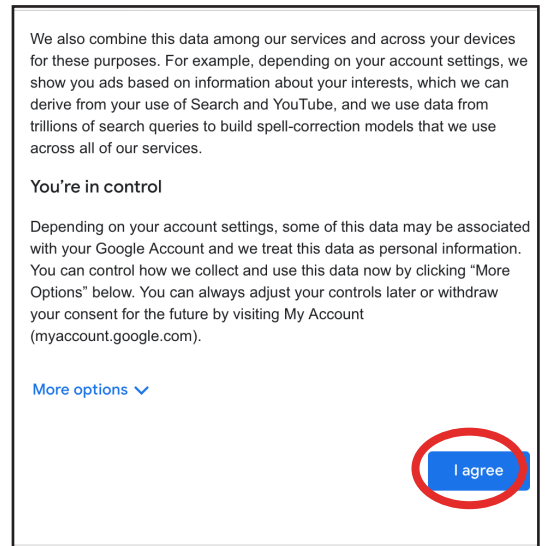 We also combine this data among our services and across your devices
for these purposes. For example, depending on your account settings, we
show you ads based on information about your interests, which we can
derive from your use of Search and YouTube, and we use data from
trillions of search queries to build spell-correction models that we use
across all of our services.
You’re in control
Depending on your account settings, some of this data may be associated
with your Google Account and we treat this data as personal information.
You can control how we collect and use this data now by clicking “More
Options” below. You can always adjust your controls later or withdraw
your consent for the future by visiting My Account
(myaccount.google.com).
More options
I agree